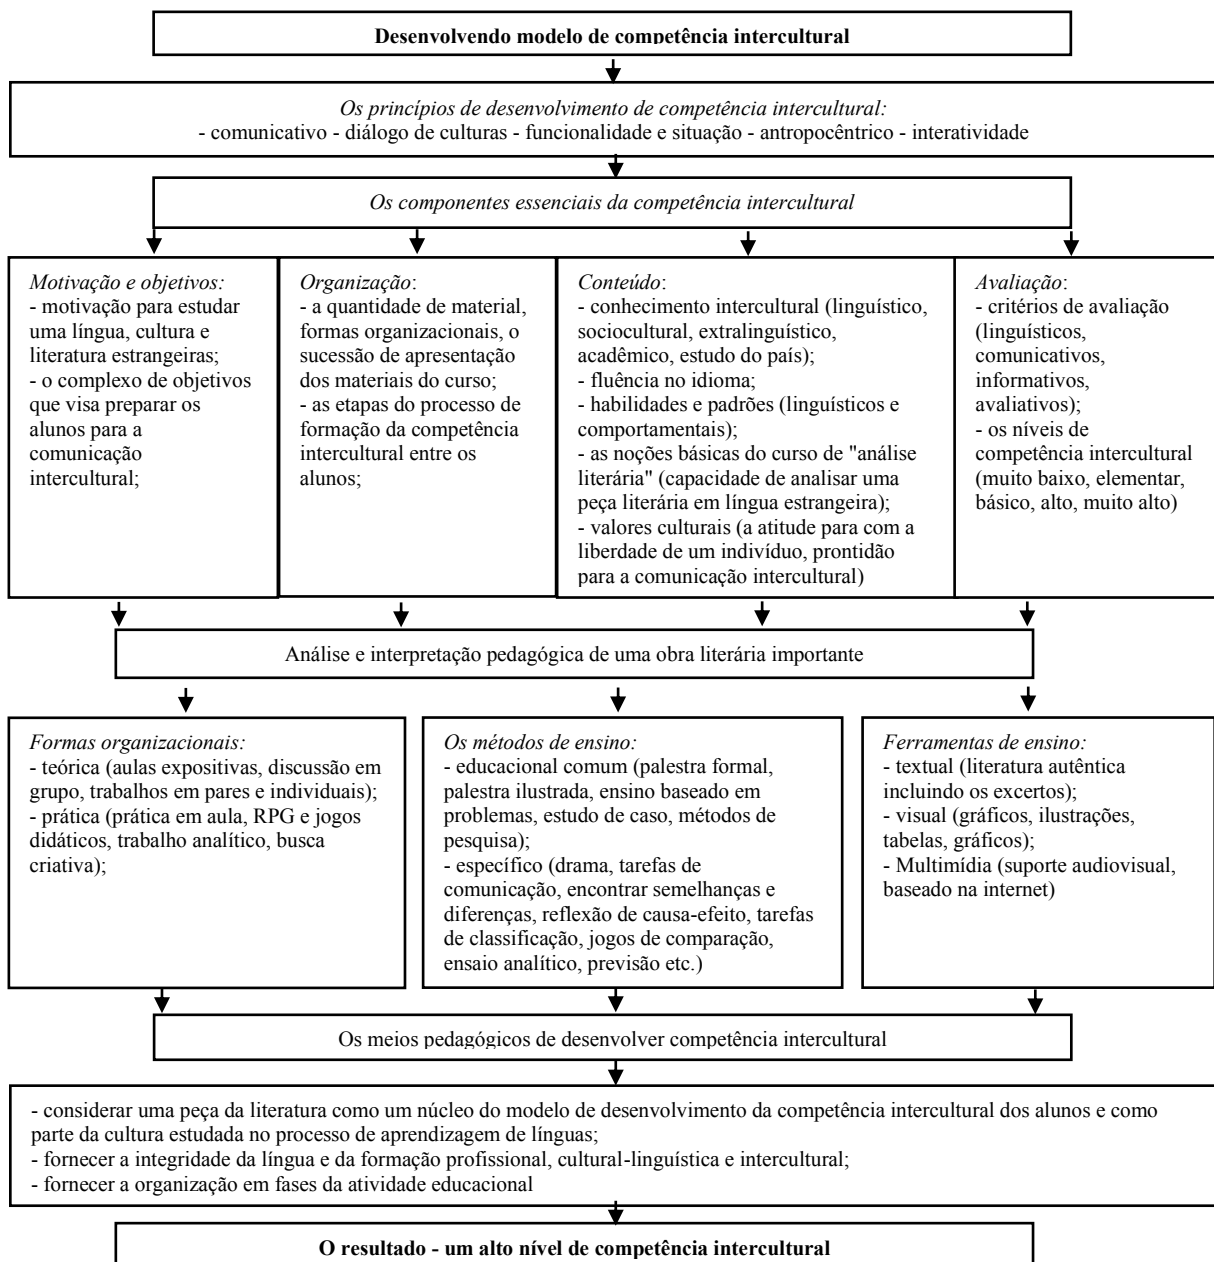 Desenvolvendo modelo de competência intercultural
Os princípios de desenvolvimento de competência intercultural:
- comunicativo - diálogo de culturas - funcionalidade e situação - antropocêntrico - interatividade
Os componentes essenciais da competência intercultural
Motivação e objetivos:
- motivação para estudar
uma língua, cultura e
literatura estrangeiras;
- o complexo de objetivos
que visa preparar os
alunos para a
comunicação
intercultural;
Organização:
- a quantidade de material,
formas organizacionais, o
sucessão de apresentação
dos materiais do curso;
- as etapas do processo de
formação da competência
intercultural entre os
alunos;
Conteúdo:
- conhecimento intercultural (linguístico,
sociocultural, extralinguístico,
acadêmico, estudo do país);
- fluência no idioma;
- habilidades e padrões (linguísticos e
comportamentais);
- as noções básicas do curso de "análise
literária" (capacidade de analisar uma
peça literária em língua estrangeira);
- valores culturais (a atitude para com a
liberdade de um indivíduo, prontidão
para a comunicação intercultural)
Avaliação:
- critérios de avaliação
(linguísticos,
comunicativos,
informativos,
avaliativos);
- os níveis de
competência intercultural
(muito baixo, elementar,
básico, alto, muito alto)
Análise e interpretação pedagógica de uma obra literária importante
Formas organizacionais:
- teórica (aulas expositivas, discussão em
grupo, trabalhos em pares e individuais);
- prática (prática em aula, RPG e jogos
didáticos, trabalho analítico, busca
criativa);
Os métodos de ensino:
- educacional comum (palestra formal,
palestra ilustrada, ensino baseado em
problemas, estudo de caso, métodos de
pesquisa);
- específico (drama, tarefas de
comunicação, encontrar semelhanças e
diferenças, reflexão de causa-efeito, tarefas
de classificação, jogos de comparação,
ensaio analítico, previsão etc.)
Ferramentas de ensino:
- textual (literatura autêntica
incluindo os excertos);
- visual (gráficos, ilustrações,
tabelas, gráficos);
- Multimídia (suporte audiovisual,
baseado na internet)
Os meios pedagógicos de desenvolver competência intercultural
- considerar uma peça da literatura como um núcleo do modelo de desenvolvimento da competência intercultural dos alunos e como
parte da cultura estudada no processo de aprendizagem de línguas;
- fornecer a integridade da língua e da formação profissional, cultural-linguística e intercultural;
- fornecer a organização em fases da atividade educacional
O resultado - um alto nível de competência intercultural